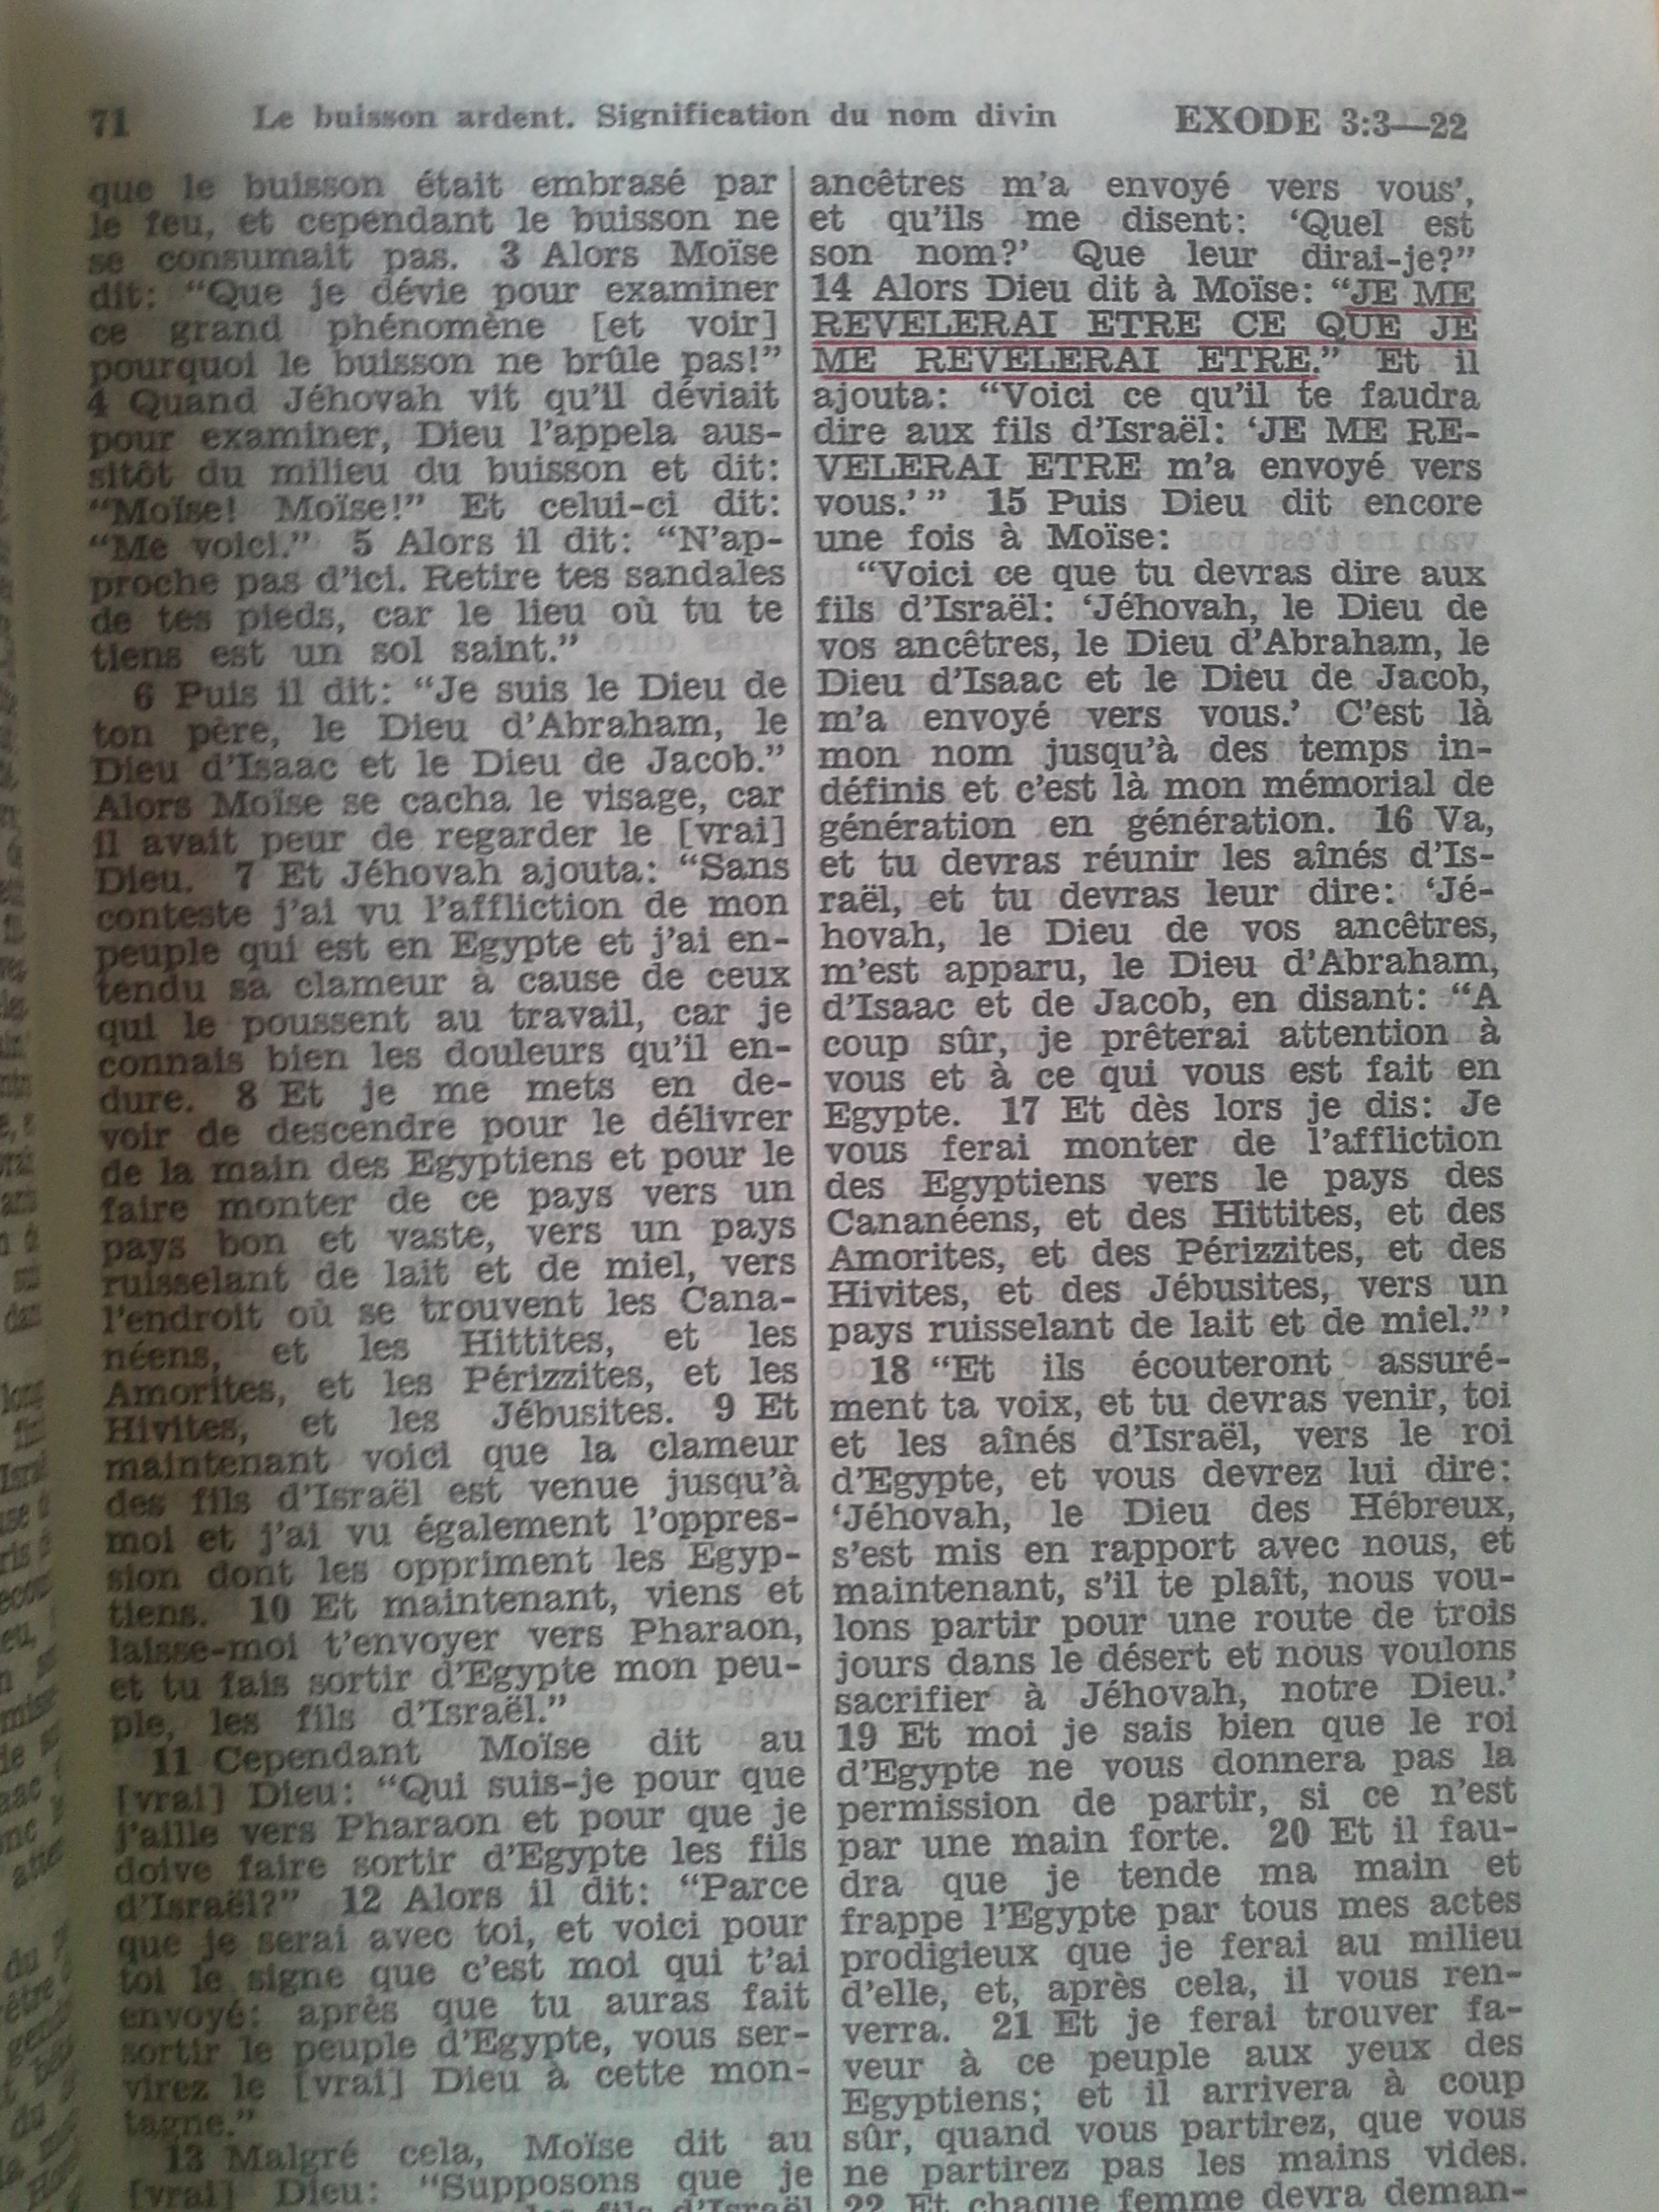 71 Le buisson ardent. Signification du nom divin EXODE 3:3—22
que le buisson était embrasé par
le feu, et cependant le buisson ne
se consumait pas. 3 Alors Moïse
dit: “Que je dévie pour examiner
ce grand phénomène [et voir]
pourquoi le buisson ne brûle pas!”
4 Quand Jéhovah vit qu’il déviait
pour examiner, Dieu l’appela aus-
sitôt du milieu du buisson et dit:
“Moïse! Moïse!” Et celui-ci dit:
“Me voici.” 5 Alors il dit: “N’ap-
proche pas d’ici. Retire tes sandales
de tes pieds, car le lieu où tu te
tiens est un sol saint.”
6 Puis il dit: “Je suis le Dieu de
ton père, le Dieu d’Abraham, le
Dieu d’Isaac et le Dieu de Jacob.”
Alors Moïse se cacha le visage, car
il avait peur de regarder le [vrai]
Dieu. 7 Et Jéhovah ajouta: “Sans
conteste j’ai vu l’affliction de mon
peuple qui est en Egypte et j’ai en-
tendu sa clameur à cause de ceux
qui le poussent au travail, car je
connais bien les douleurs qu’il en-
dure. 8 Et je me mets en de-
voir de descendre pour le délivrer
de la main des Egyptiens et pour le
faire monter de ce pays vers un
pays bon et vaste, vers un pays
ruisselant de lait et de miel, vers
l’endroit où se trouvent les Cana-
néens, et les Hittites, et les
Amorites, et les Périzzites, et les
Hivites, et les Jébusites. 9 Et
maintenant voici que la clameur
des fils d’Israël est venue jusqu’à
moi et j’ai vu également l’oppres-
sion dont les oppriment les Egyp-
tiens. 10 Et maintenant, viens et
laisse-moi t’envoyer vers Pharaon,
et tu fais sortir d’Egypte mon peu-
ple, les fils d’Israël.”
11 Cependant Moïse dit au
[vrai] Dieu: “Qui suis-je pour que
j’aille vers Pharaon et pour que je
doive faire sortir d’Egypte les fils
d’Israël?” 12 Alors il dit: “Parce
que je serai avec toi, et voici pour
toi le signe que c’est moi qui t’ai
envoyé: après que tu auras fait
sortir le peuple d’Egypte, vous ser-
virez le [vrai] Dieu à cette mon-
tagne.”
13 Malgré cela, Moïse dit au
[vrai] Dieu: “Supposons que je
les fils d’Israël
ancêtres m’a envoyé vers vous’,
et qu’ils me disent: ‘Quel est
son nom?’ Que leur dirai-je?”
14 Alors Dieu dit à Moïse: “JE ME
REVELERAI ETRE CE QUE JE
ME REVELERAI ETRE.” Et il
ajouta: “Voici ce qu’il te faudra
dire aux fils d’Israël: ‘JE ME RE-
VELERAI ETRE m’a envoyé vers
vous.’” 15 Puis Dieu dit encore
une fois à Moïse:
“Voici ce que tu devras dire aux
fils d’Israël: ‘Jéhovah, le Dieu de
vos ancêtres, le Dieu d’Abraham, le
Dieu d’Isaac et le Dieu de Jacob,
m’a envoyé vers vous.’ C’est là
mon nom jusqu’à des temps in-
définis et c’est là mon mémorial de
génération en génération. 16 Va,
et tu devras réunir les aînés d’Is-
raël, et tu devras leur dire: ‘Jé-
hovah, le Dieu de vos ancêtres,
m’est apparu, le Dieu d’Abraham,
d’Isaac et de Jacob, en disant: “A
coup sûr, je prêterai attention à
vous et à ce qui vous est fait en
Egypte. 17 Et dès lors je dis: Je
vous ferai monter de l’affliction
des Egyptiens vers le pays des
Cananéens, et des Hittites, et des
Amorites, et des Périzzites, et des
Hivites, et des Jébusites, vers un
pays ruisselant de lait et de miel.”’
18 “Et ils écouteront assuré-
ment ta voix, et tu devras venir, toi
et les aînés d’Israël, vers le roi
d’Egypte, et vous devrez lui dire:
‘Jéhovah, le Dieu des Hébreux,
s’est mis en rapport avec nous, et
maintenant, s’il te plaît, nous vou-
lons partir pour une route de trois
jours dans le désert et nous voulons
sacrifier à Jéhovah, notre Dieu.’
19 Et moi je sais bien que le roi
d’Egypte ne vous donnera pas la
permission de partir, si ce n’est
par une main forte. 20 Et il fau-
dra que je tende ma main et
frappe l’Egypte par tous mes actes
prodigieux que je ferai au milieu
d’elle, et, après cela, il vous ren-
verra. 21 Et je ferai trouver fa-
veur à ce peuple aux yeux des
Egyptiens; et il arrivera à coup
sûr, quand vous partirez, que vous
ne partirez pas les mains vides.
22 Et chaque femme devra deman-